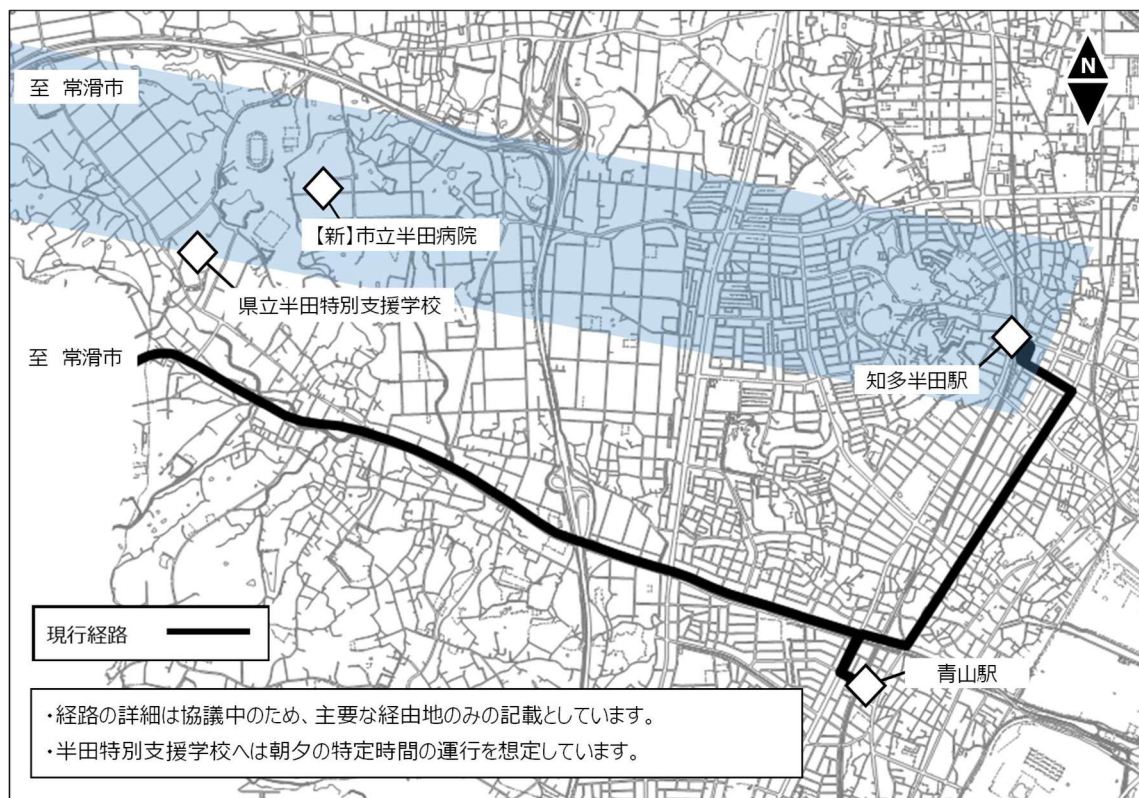 N
至 常滑市
【新】市立半田病院
県立半田特別支援学校
至 常滑市
知多半田駅
現行経路
青山駅
・経路の詳細は協議中のため、主要な経由地のみの記載としています。
・半田特別支援学校へは朝夕の特定時間の運行を想定しています。